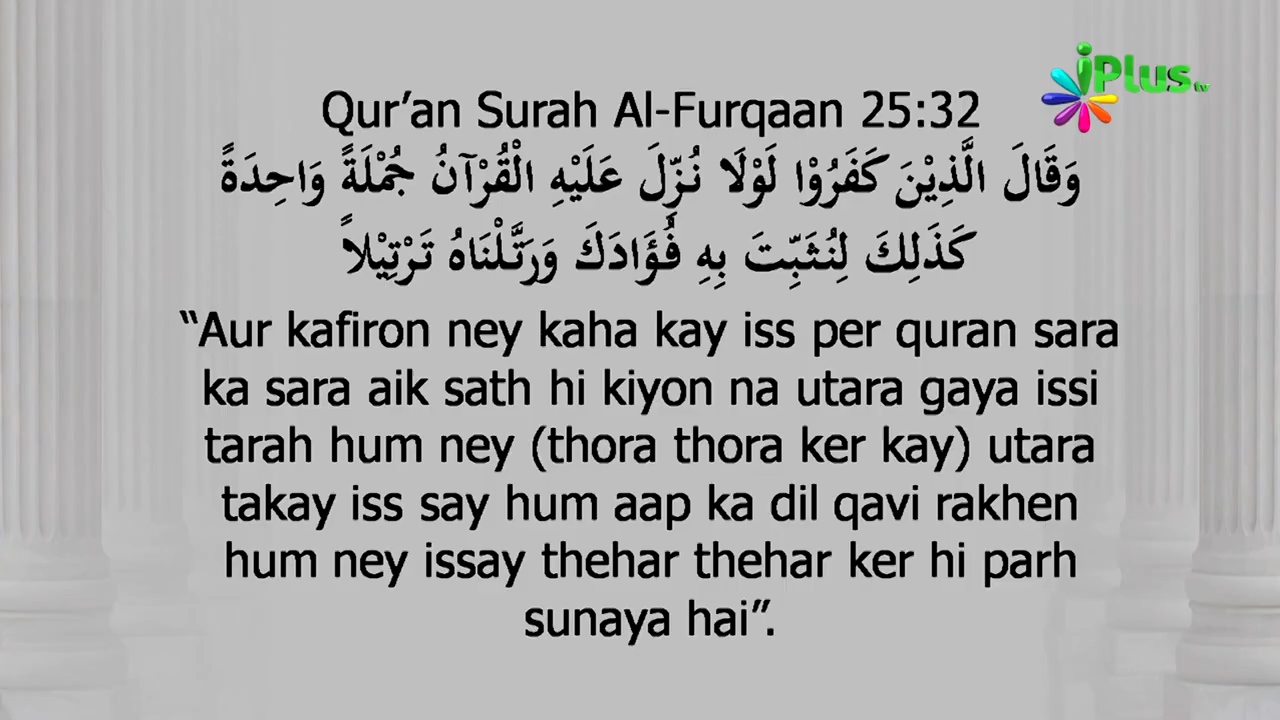 iPlus tv
Qur’an Surah Al-Furqaan 25:32
وَقَالَ الَّذِيْنَ كَفَرُوْا لَوْلَا نُزِّلَ عَلَيْهِ الْقُرْآنُ جُمْلَةً وَاحِدَةً
كَذَلِكَ لِنُثَبِّتَ بِهِ فُؤَادَكَ وَرَتَّلْنَاهُ تَرْتِيْلاً
“Aur kafiron ney kaha kay iss per quran sara
ka sara aik sath hi kiyon na utara gaya issi
tarah hum ney (thora thora ker kay) utara
takay iss say hum aap ka dil qavi rakhen
hum ney issay thehar thehar ker hi parh
sunaya hai”.